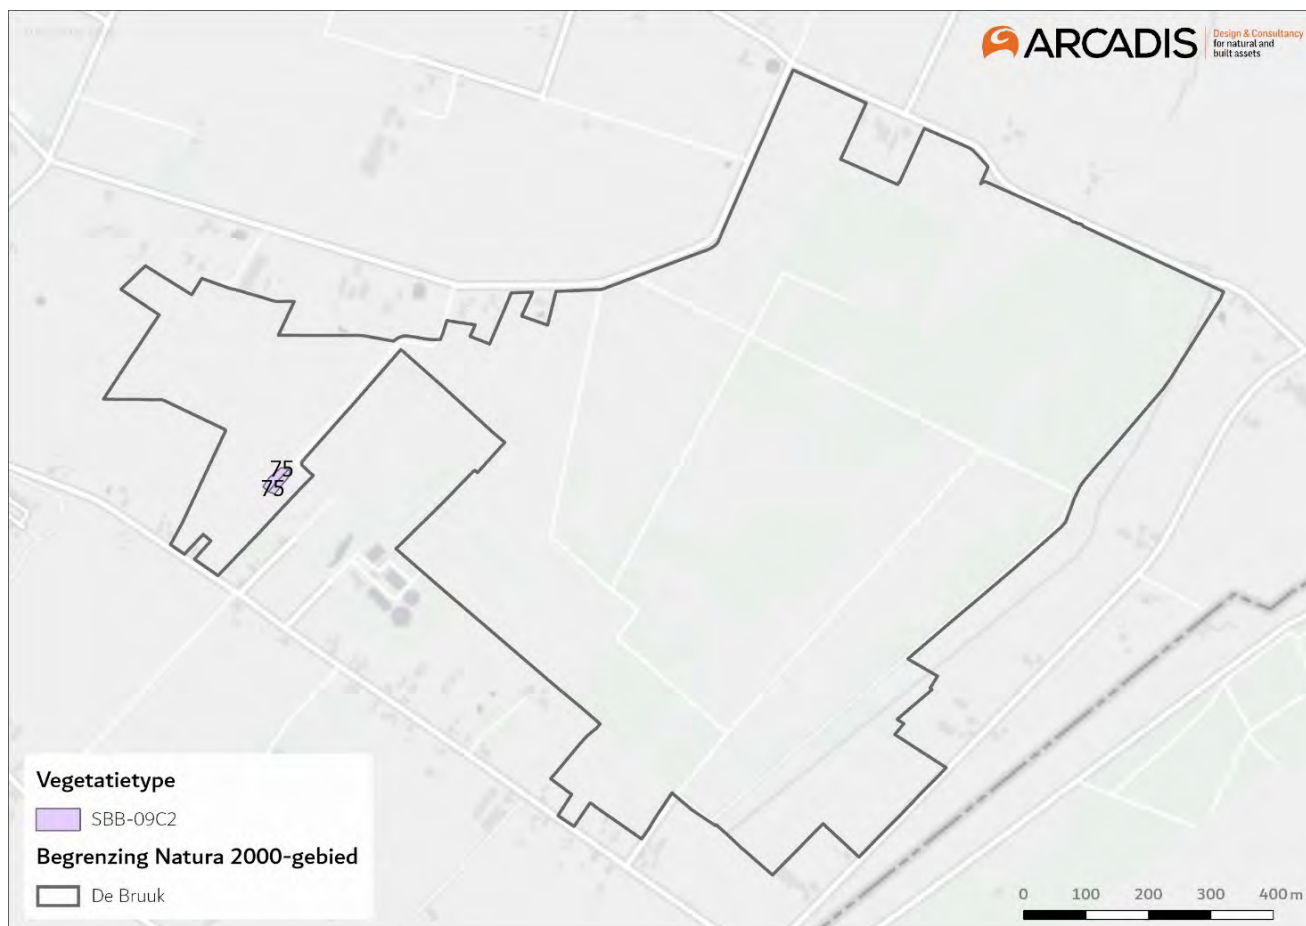 ARCADIS
Design & Consultancy
for natural and
built assets
75
75
Vegetatietype
SBB-09C2
Begrenzing Natura 2000-gebied
De Bruuk
0 100 200 300 400 m